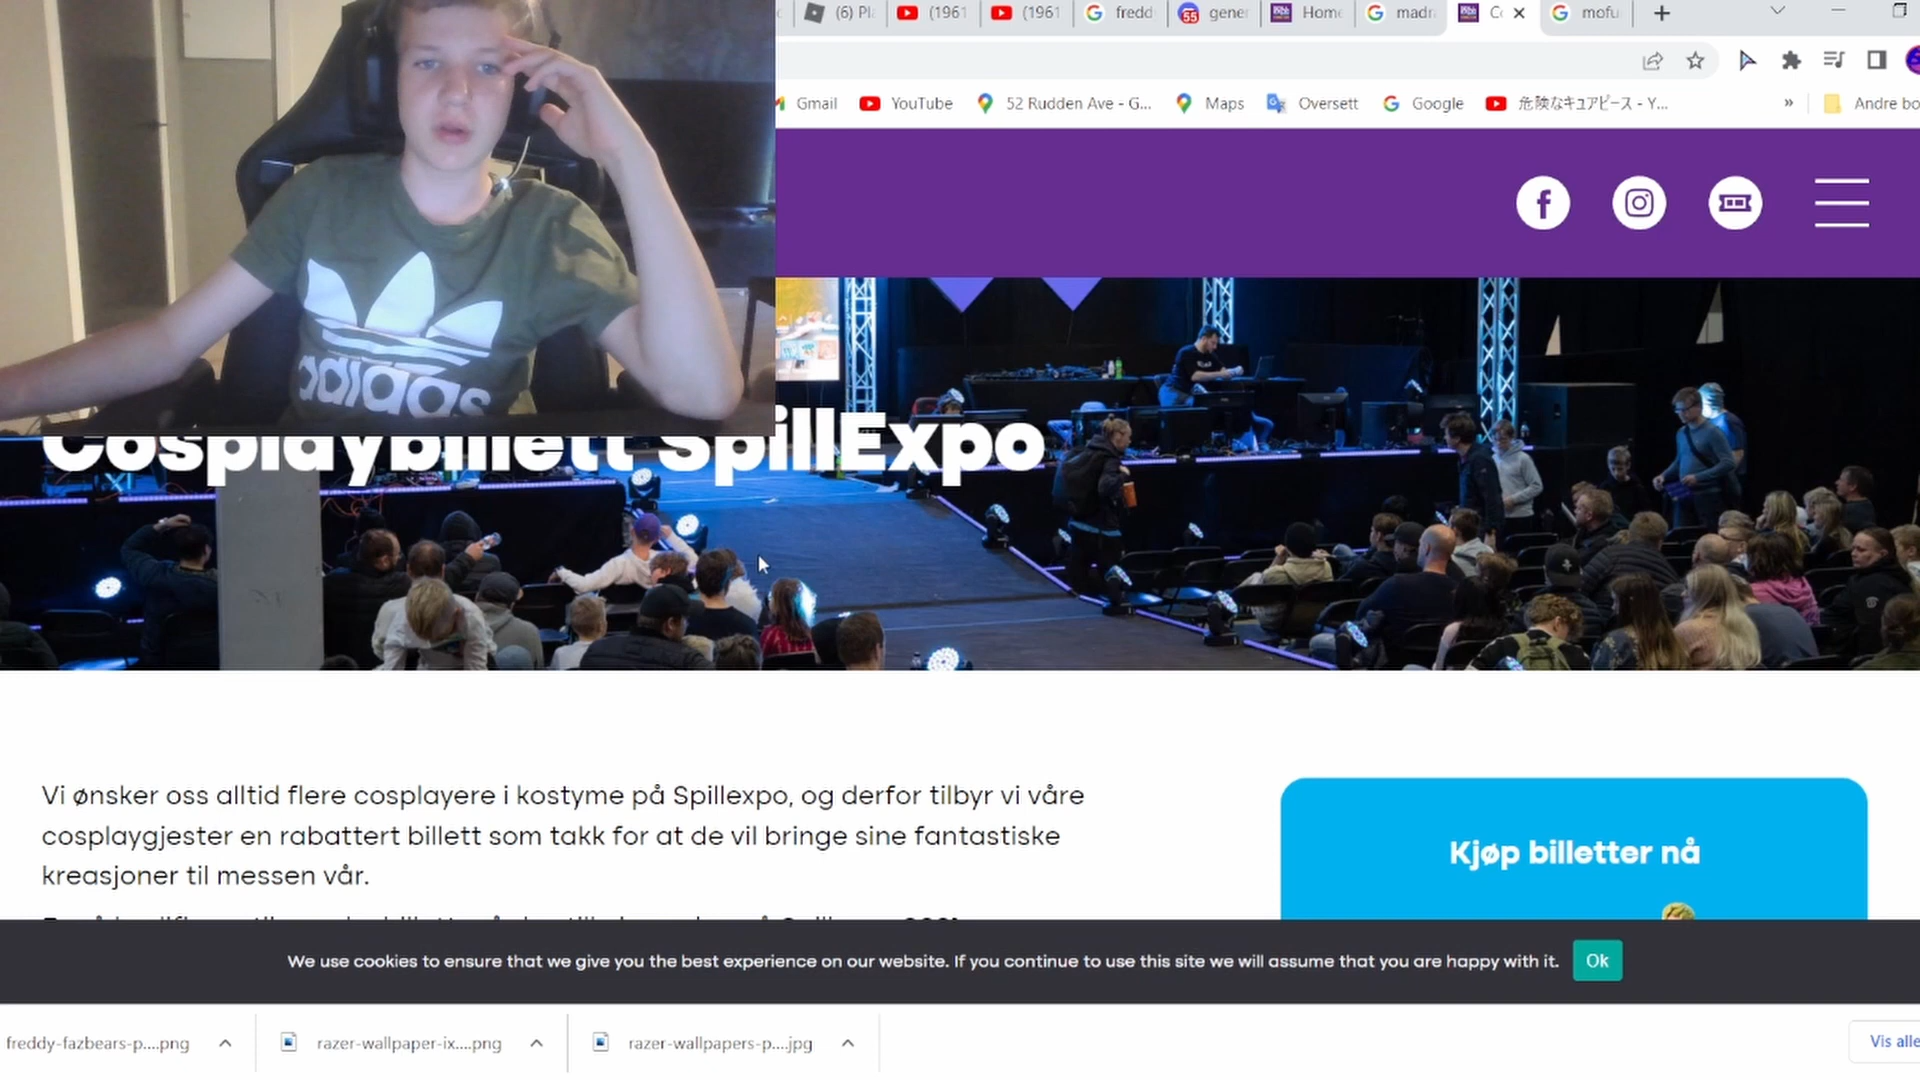 (6) Pl
(1961
(1961
fredd
55
gener
Home
madr
mofu
Gmail
YouTube
52 Rudden Ave - G...
Maps
Oversett
Google
危険なキュアピース - Y...
»
Andre bo
adidas
Cosplaybillett SpillExpo
Vi ønsker oss alltid flere cosplayere i kostyme på Spillexpo, og derfor tilbyr vi våre
cosplaygjester en rabattert billett som takk for at de vil bringe sine fantastiske
kreasjoner til messen vår.
Kjøp billetter nå
We use cookies to ensure that we give you the best experience on our website. If you continue to use this site we will assume that you are happy with it.
Ok
freddy-fazbears-p....png
razer-wallpaper-ix....png
razer-wallpapers-p....jpg
Vis alle